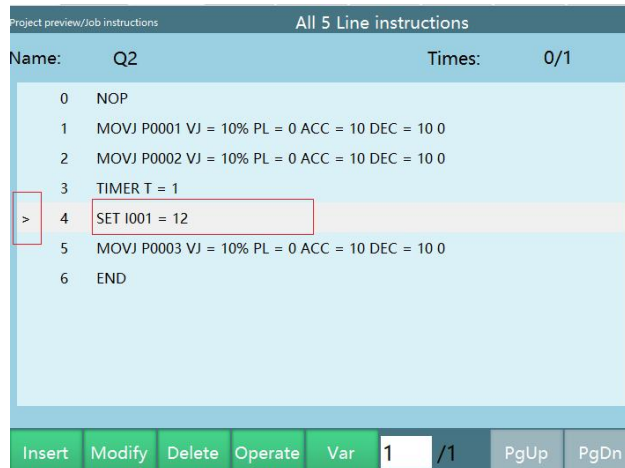 Project preview/Job instructions All 5 Line instructions
Name: Q2 Times: 0/1
0 NOP
1 MOVJ P0001 VJ = 10% PL = 0 ACC = 10 DEC = 10 0
2 MOVJ P0002 VJ = 10% PL = 0 ACC = 10 DEC = 10 0
3 TIMER T = 1
> 4 SET I001 = 12
5 MOVJ P0003 VJ = 10% PL = 0 ACC = 10 DEC = 10 0
6 END
Insert Modify Delete Operate Var 1 /1 PgUp PgDn